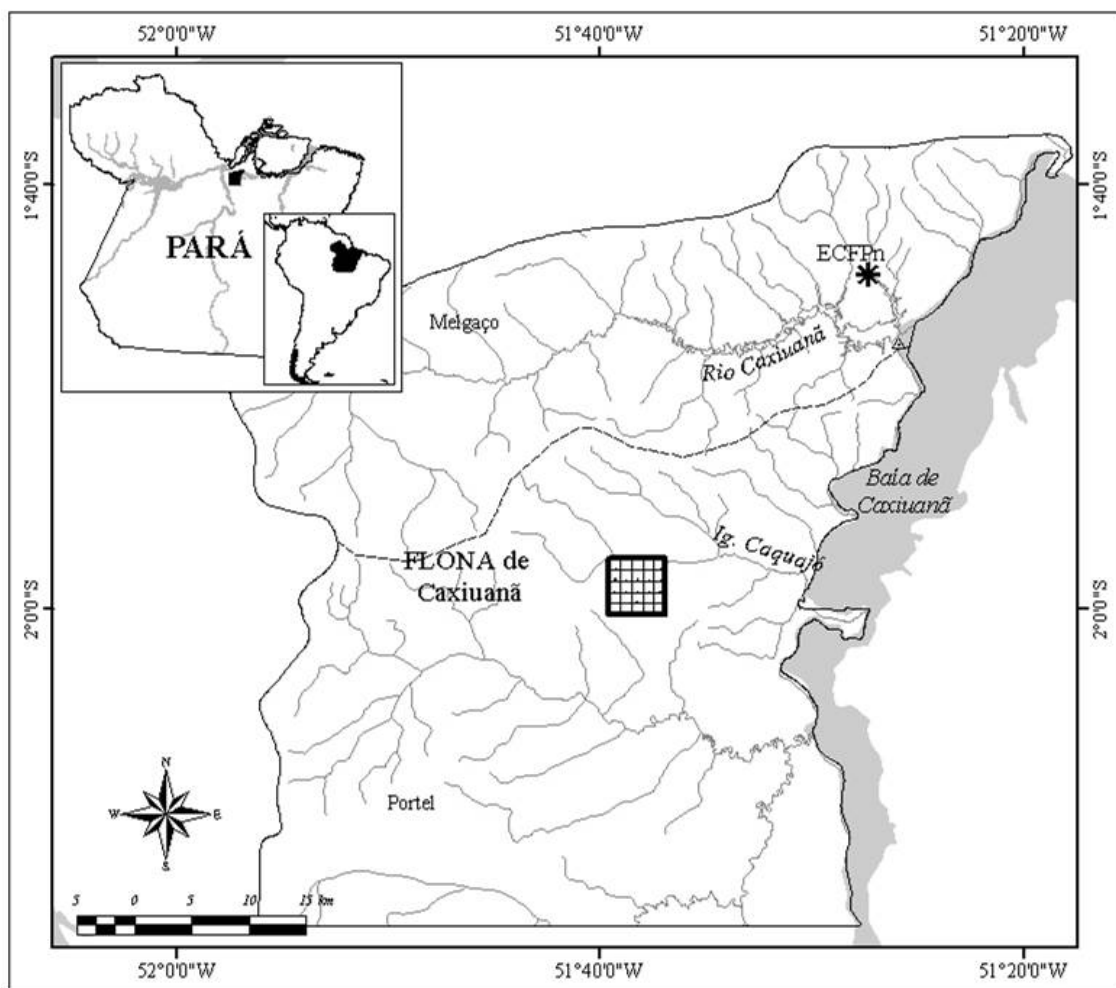 52°0'0"W
51°40'0"W
51°20'0"W
1°40'0"S
1°40'0"S
PARÁ
ECFPn
Melgaço
Rio Caxiuanã
Baía de
Caxiuanã
Ig. Caquajó
FLONA de
Caxiuanã
2°0'0"S
2°0'0"S
Portel
N
W
E
S
5 0 5 10 15 km
52°0'0"W
51°40'0"W
51°20'0"W